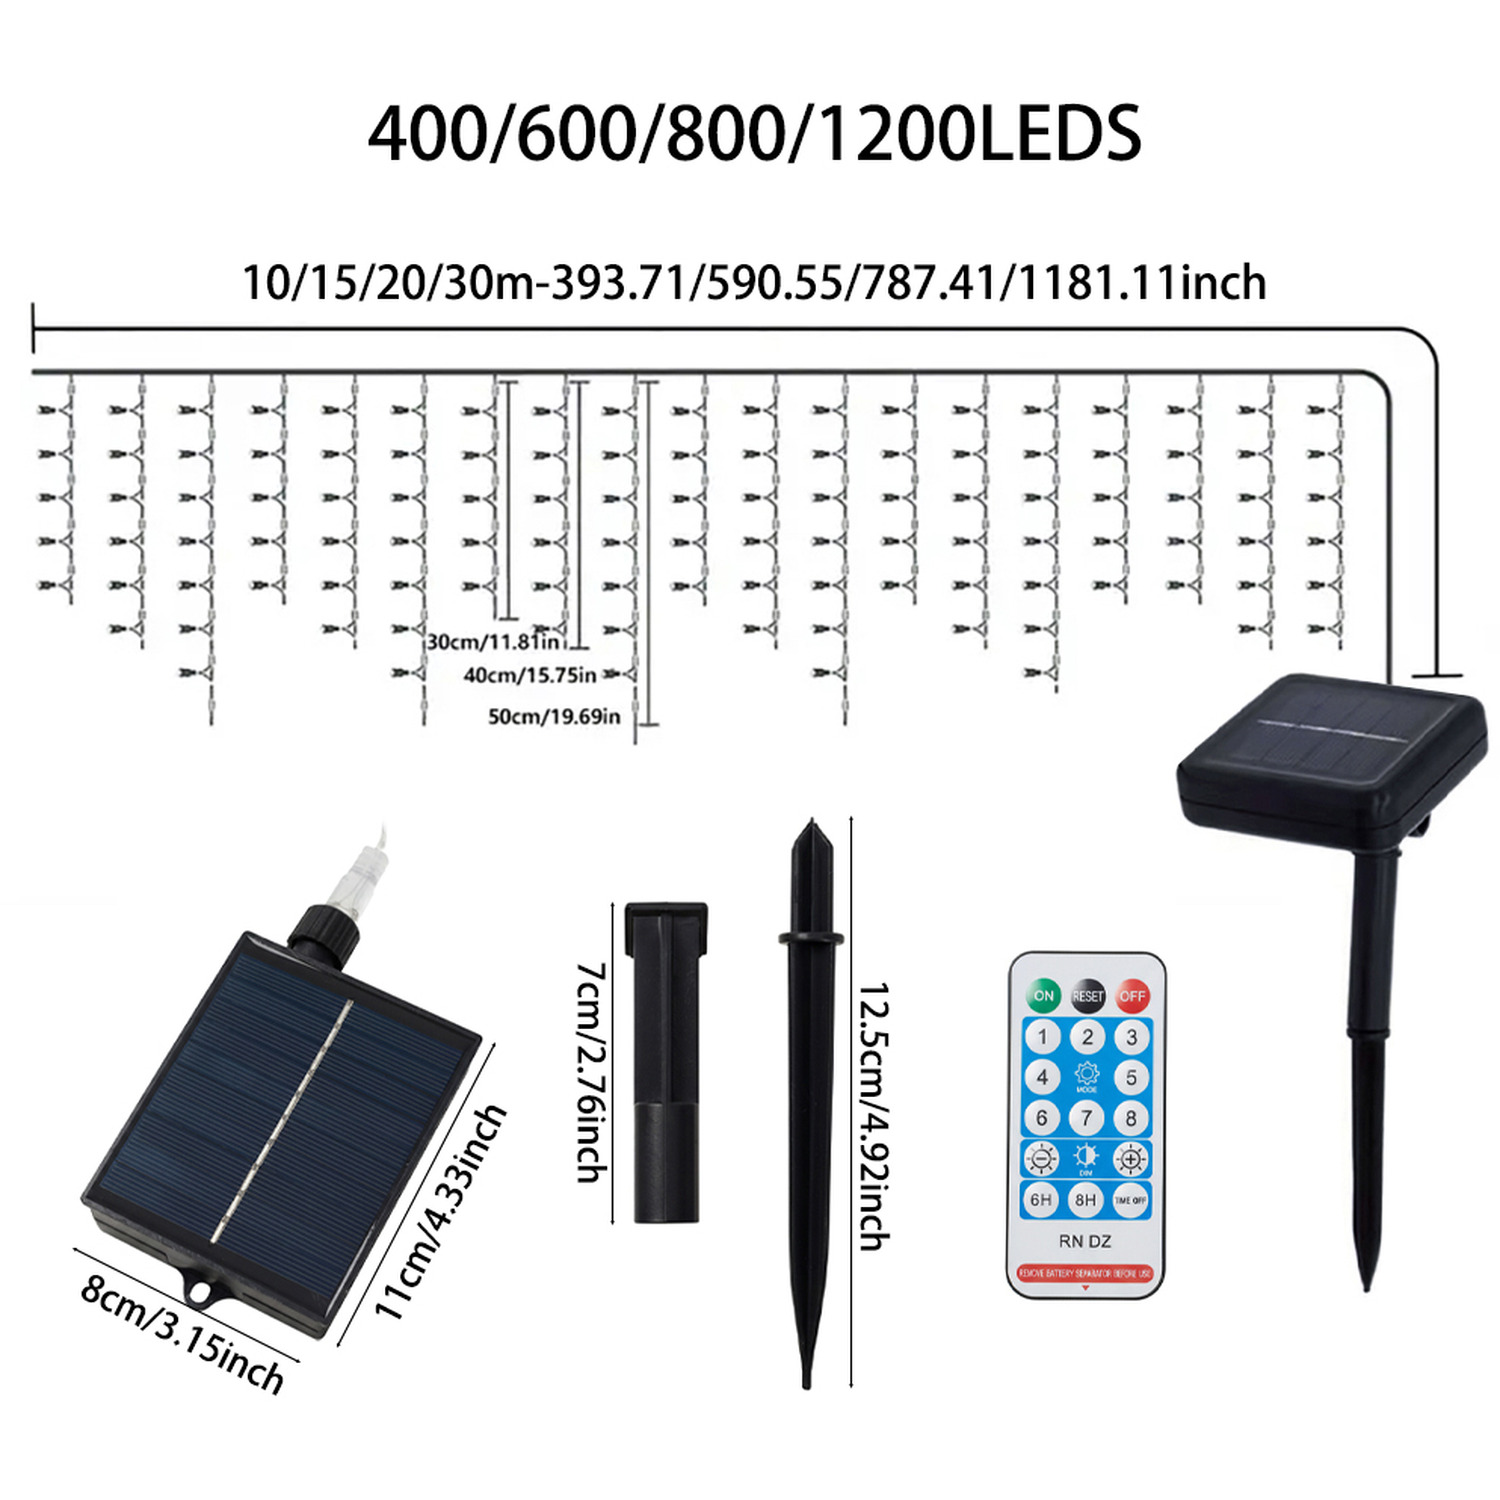 400/600/800/1200LEDS
10/15/20/30m-393.71/590.55/787.41/1181.11inch
30cm/11.81in
40cm/15.75in
50cm/19.69in
8cm/3.15inch
11cm/4.33inch
7cm/2.76inch
12.5cm/4.92inch
ON RESET OFF
1 2 3
4 MODE 5
6 7 8
DIM
6H 8H TIME OFF
RN DZ
REMOVE BATTERY SEPARATOR BEFORE USE